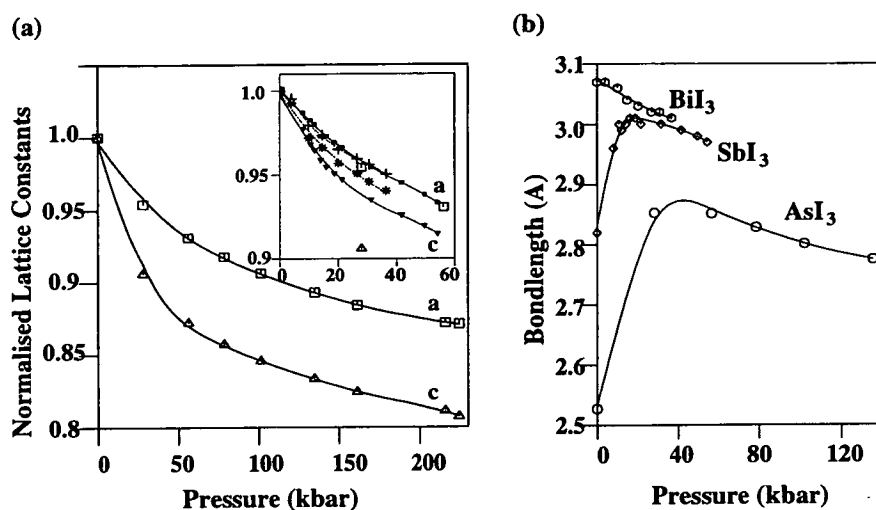 (a)
Normalised Lattice Constants
1.0
0.95
0.9
0.85
0.8
0
50
100
150
200
Pressure (kbar)
a
c
1.0
0.95
0.9
0
20
40
60
a
c
(b)
Bondlength (A)
3.1
3.0
2.9
2.8
2.7
2.6
2.5
0
40
80
120
Pressure (kbar)
BiI3
SbI3
AsI3